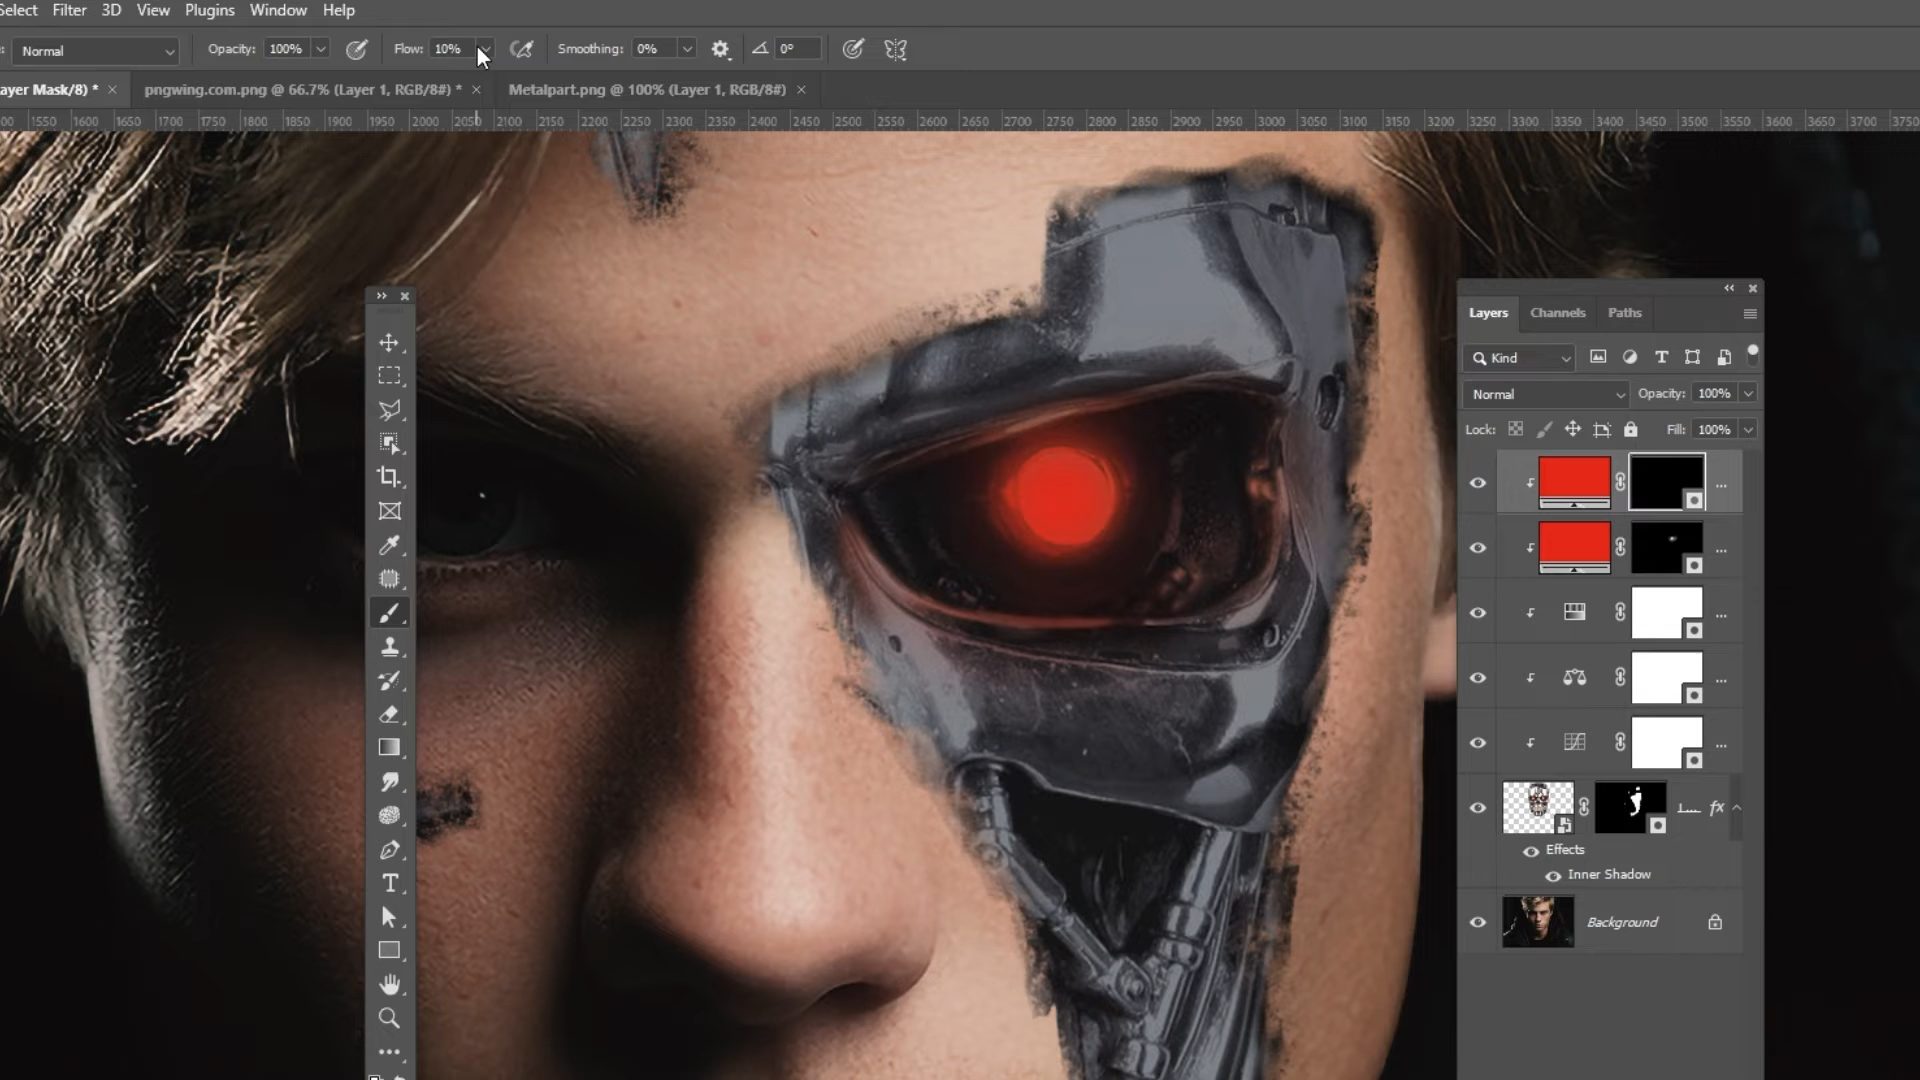 Select Filter 3D View Plugins Window Help
: Normal Opacity: 100% Flow: 10% Smoothing: 0% 0°
ayer Mask/8) * × pngwing.com.png @ 66.7% (Layer 1, RGB/8#) * × Metalpart.png @ 100% (Layer 1, RGB/8#) ×
00 1550 1600 1650 1700 1750 1800 1850 1900 1950 2000 2050 2100 2150 2200 2250 2300 2350 2400 2450 2500 2550 2600 2650 2700 2750 2800 2850 2900 2950 3000 3050 3100 3150 3200 3250 3300 3350 3400 3450 3500 3550 3600 3650 3700 3750
Layers Channels Paths
Kind
Normal Opacity: 100%
Lock: Fill: 100%
...
...
...
...
...
fx
Effects
Inner Shadow
Background